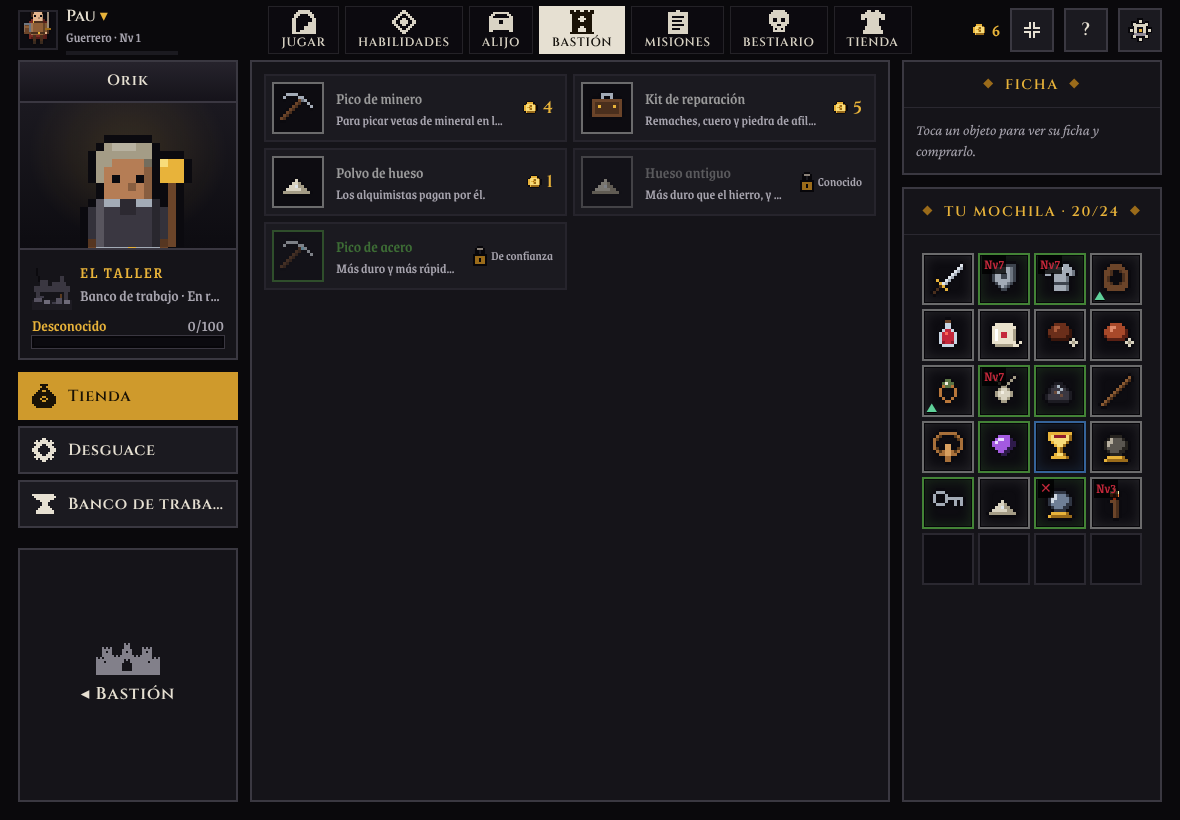 Pau ▼
Guerrero · Nv 1
JUGAR
HABILIDADES
ALIJO
BASTIÓN
MISIONES
BESTIARIO
TIENDA
6
?
Orik
EL TALLER
Banco de trabajo · En r...
Desconocido 0/100
Tienda
Desguace
Banco de traba...
◂ Bastión
Pico de minero
Para picar vetas de mineral en l...
4
Kit de reparación
Remaches, cuero y piedra de afil...
5
Polvo de hueso
Los alquimistas pagan por él.
1
Hueso antiguo
Más duro que el hierro, y ...
Conocido
Pico de acero
Más duro y más rápid...
De confianza
◆ FICHA ◆
Toca un objeto para ver su ficha y
comprarlo.
◆ TU MOCHILA · 20/24 ◆
Nv7 Nv7
Nv7
✕ Nv3